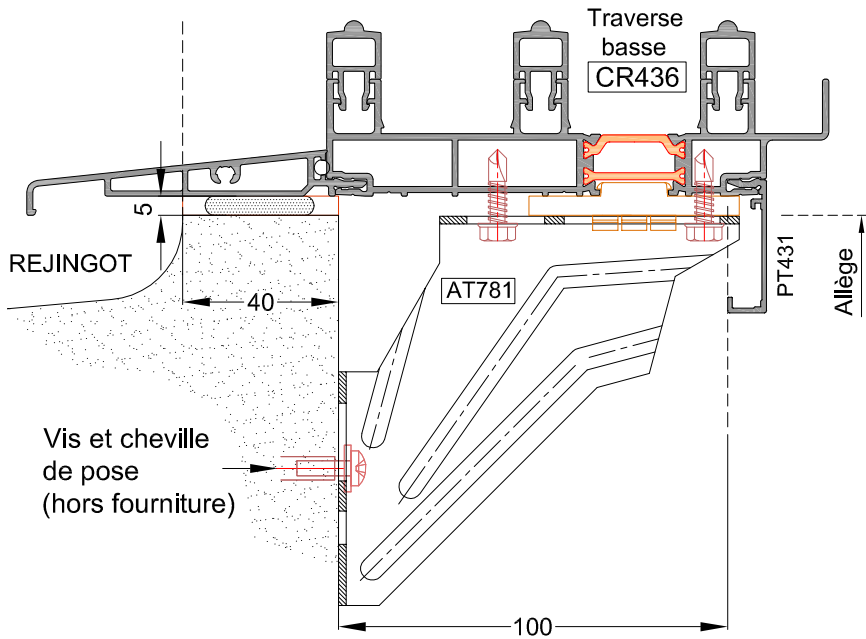 Traverse
basse
CR436
5
REJINGOT
40
AT781
PT431
Allège
Vis et cheville
de pose
(hors fourniture)
100